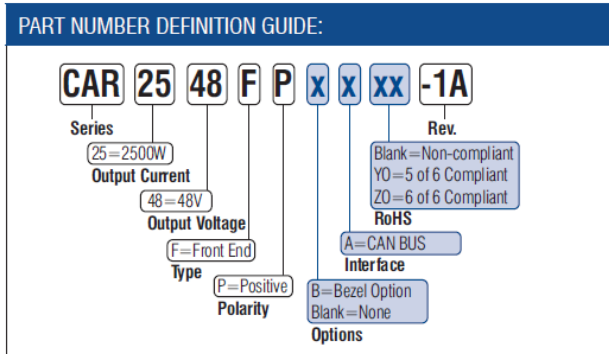 PART NUMBER DEFINITION GUIDE:
CAR 25 48 F P x x xx -1A
Series
Rev.
25=2500W
Output Current
48=48V
Output Voltage
F=Front End
Type
P=Positive
Polarity
Blank=Non-compliant
YO=5 of 6 Compliant
ZO=6 of 6 Compliant
RoHS
A=CAN BUS
Interface
B=Bezel Option
Blank=None
Options